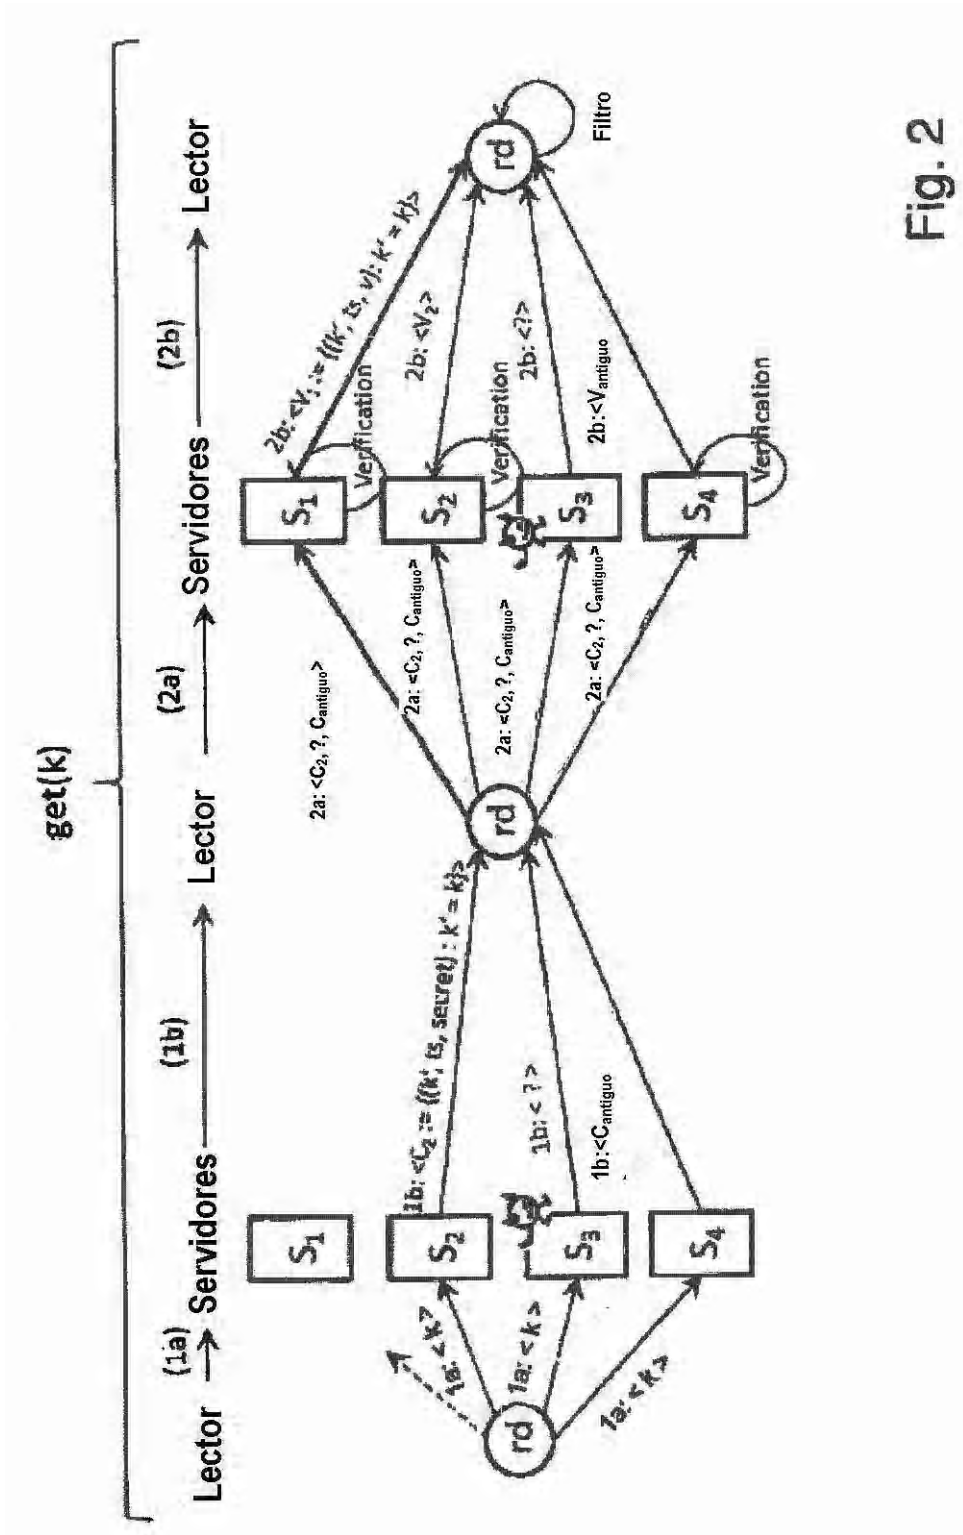 get(k)
(1a) (1b) (2a) (2b)
Lector Servidores Lector Servidores Lector
rd
1a: <k>
1a: <k>
1a: <k>
S1
S2
S3
S4
1b: <C2 := {(k', ts, secret) : k' = k}>
1b: < ? >
1b:<Cantiguo
rd
2a: <C2, ?, Cantiguo>
2a: <C2, ?, Cantiguo>
2a: <C2, ?, Cantiguo>
2a: <C2, ?, Cantiguo>
S1
S2
S3
S4
Verification
Verification
Verification
2b: <V1 := {(k', ts, v): k' = k}>
2b: <V2>
2b: <?>
2b:<Vantiguo
rd
Filtro
Fig. 2